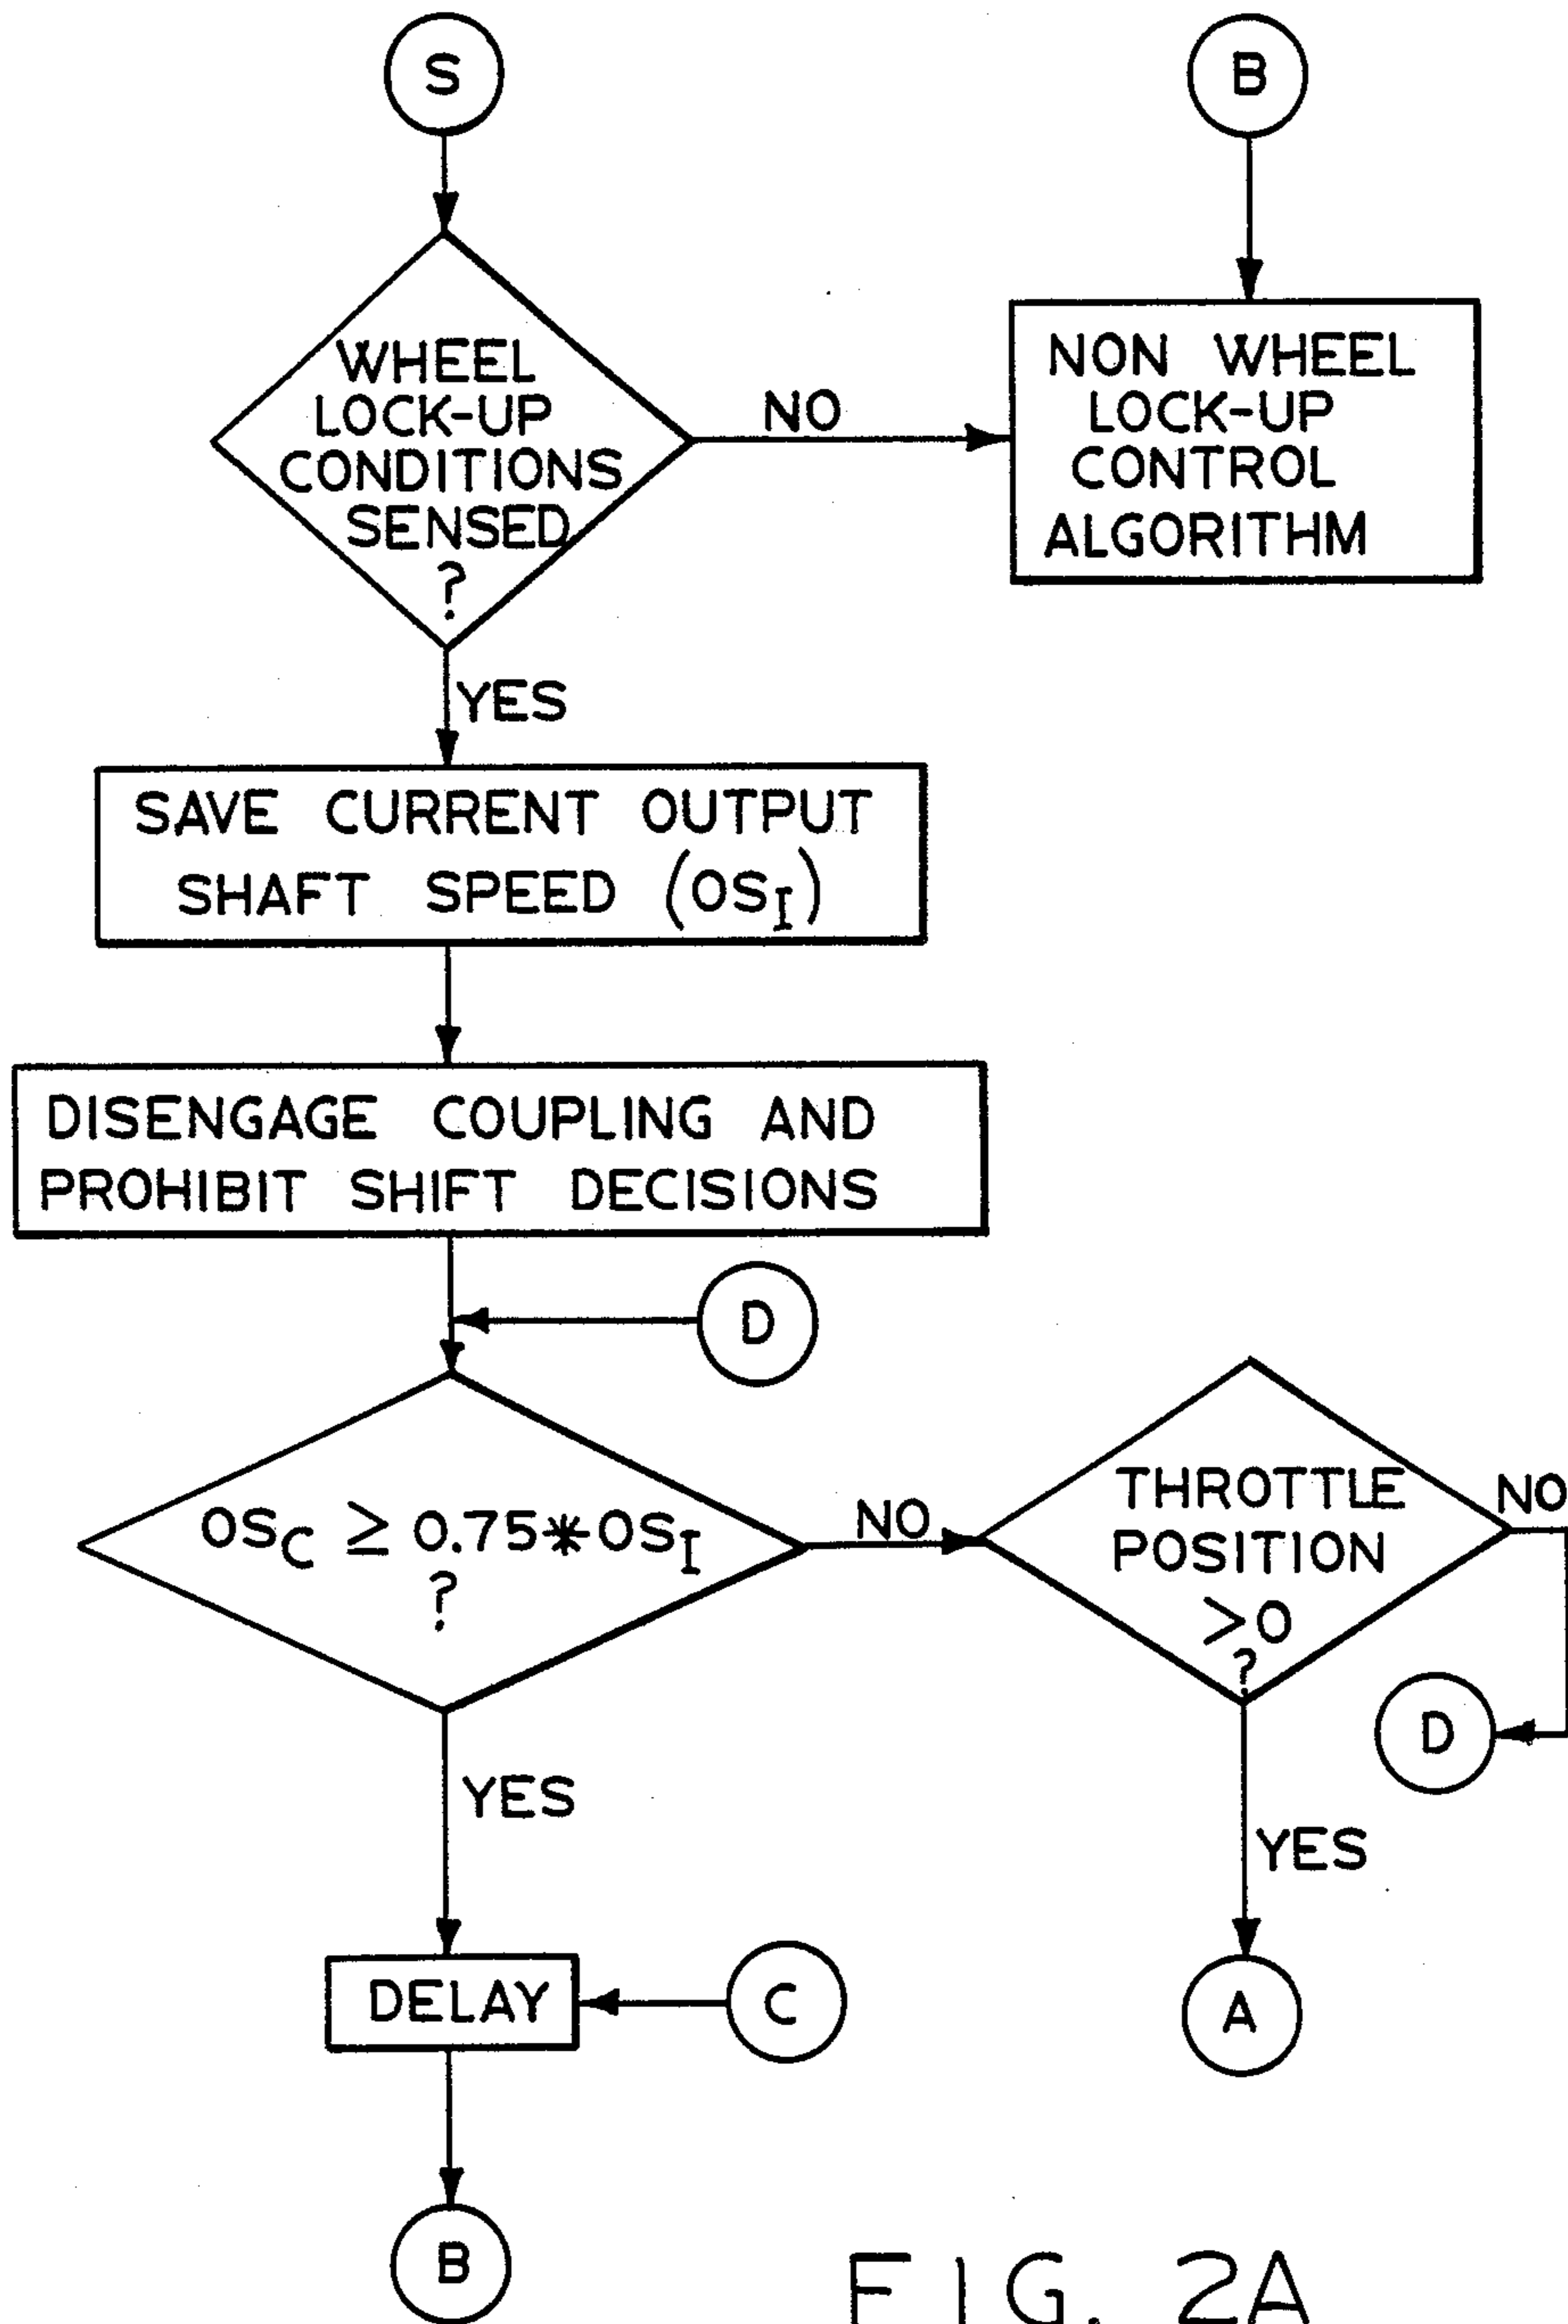 S
B
WHEEL
LOCK-UP
CONDITIONS
SENSED
?
NO
NON WHEEL
LOCK-UP
CONTROL
ALGORITHM
YES
SAVE CURRENT OUTPUT
SHAFT SPEED (OS_I)
DISENGAGE COUPLING AND
PROHIBIT SHIFT DECISIONS
D
OS_C ≥ 0.75*OS_I
?
NO
THROTTLE
POSITION
>0
?
NO
D
YES
YES
A
DELAY
C
B
FIG. 2A